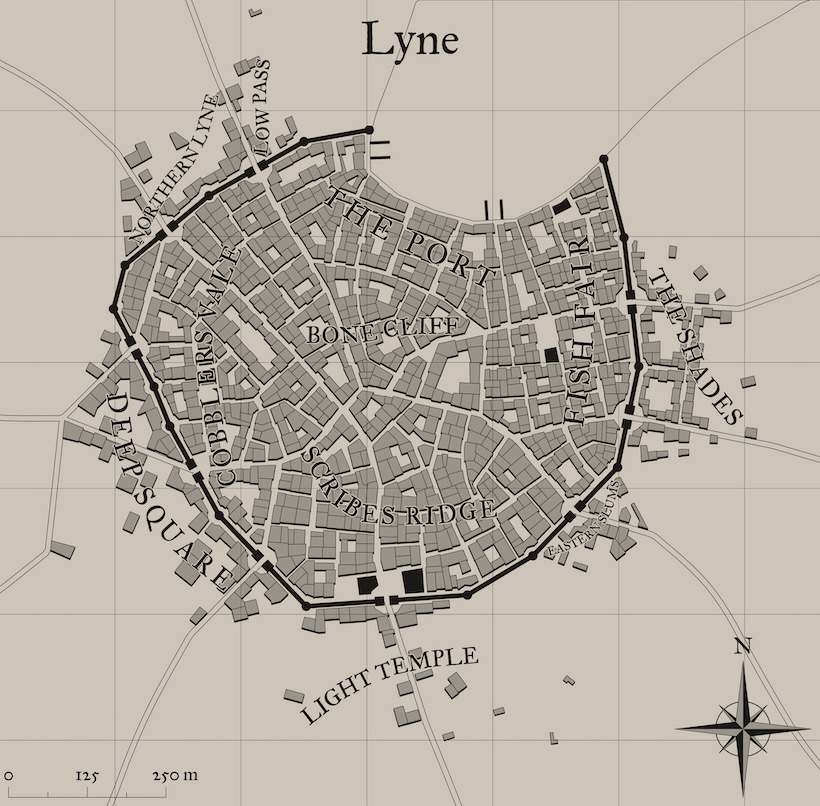 Lyne
LOW PASS
NORTHERN LYNE
THE PORT
COBBLERS VALE
BONE CLIFF
FISH FAIR
THE SHADES
DEEP SQUARE
SCRIBES RIDGE
EASTERN SLUMS
LIGHT TEMPLE
N
0 125 250 m